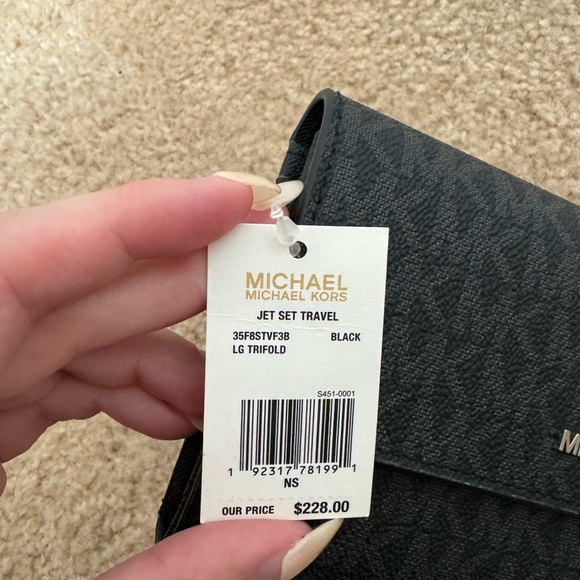 MICHAEL
MICHAEL KORS
JET SET TRAVEL
35F8STVF3B BLACK
LG TRIFOLD
S451-0001
1 92317 78199 1
NS
OUR PRICE $228.00